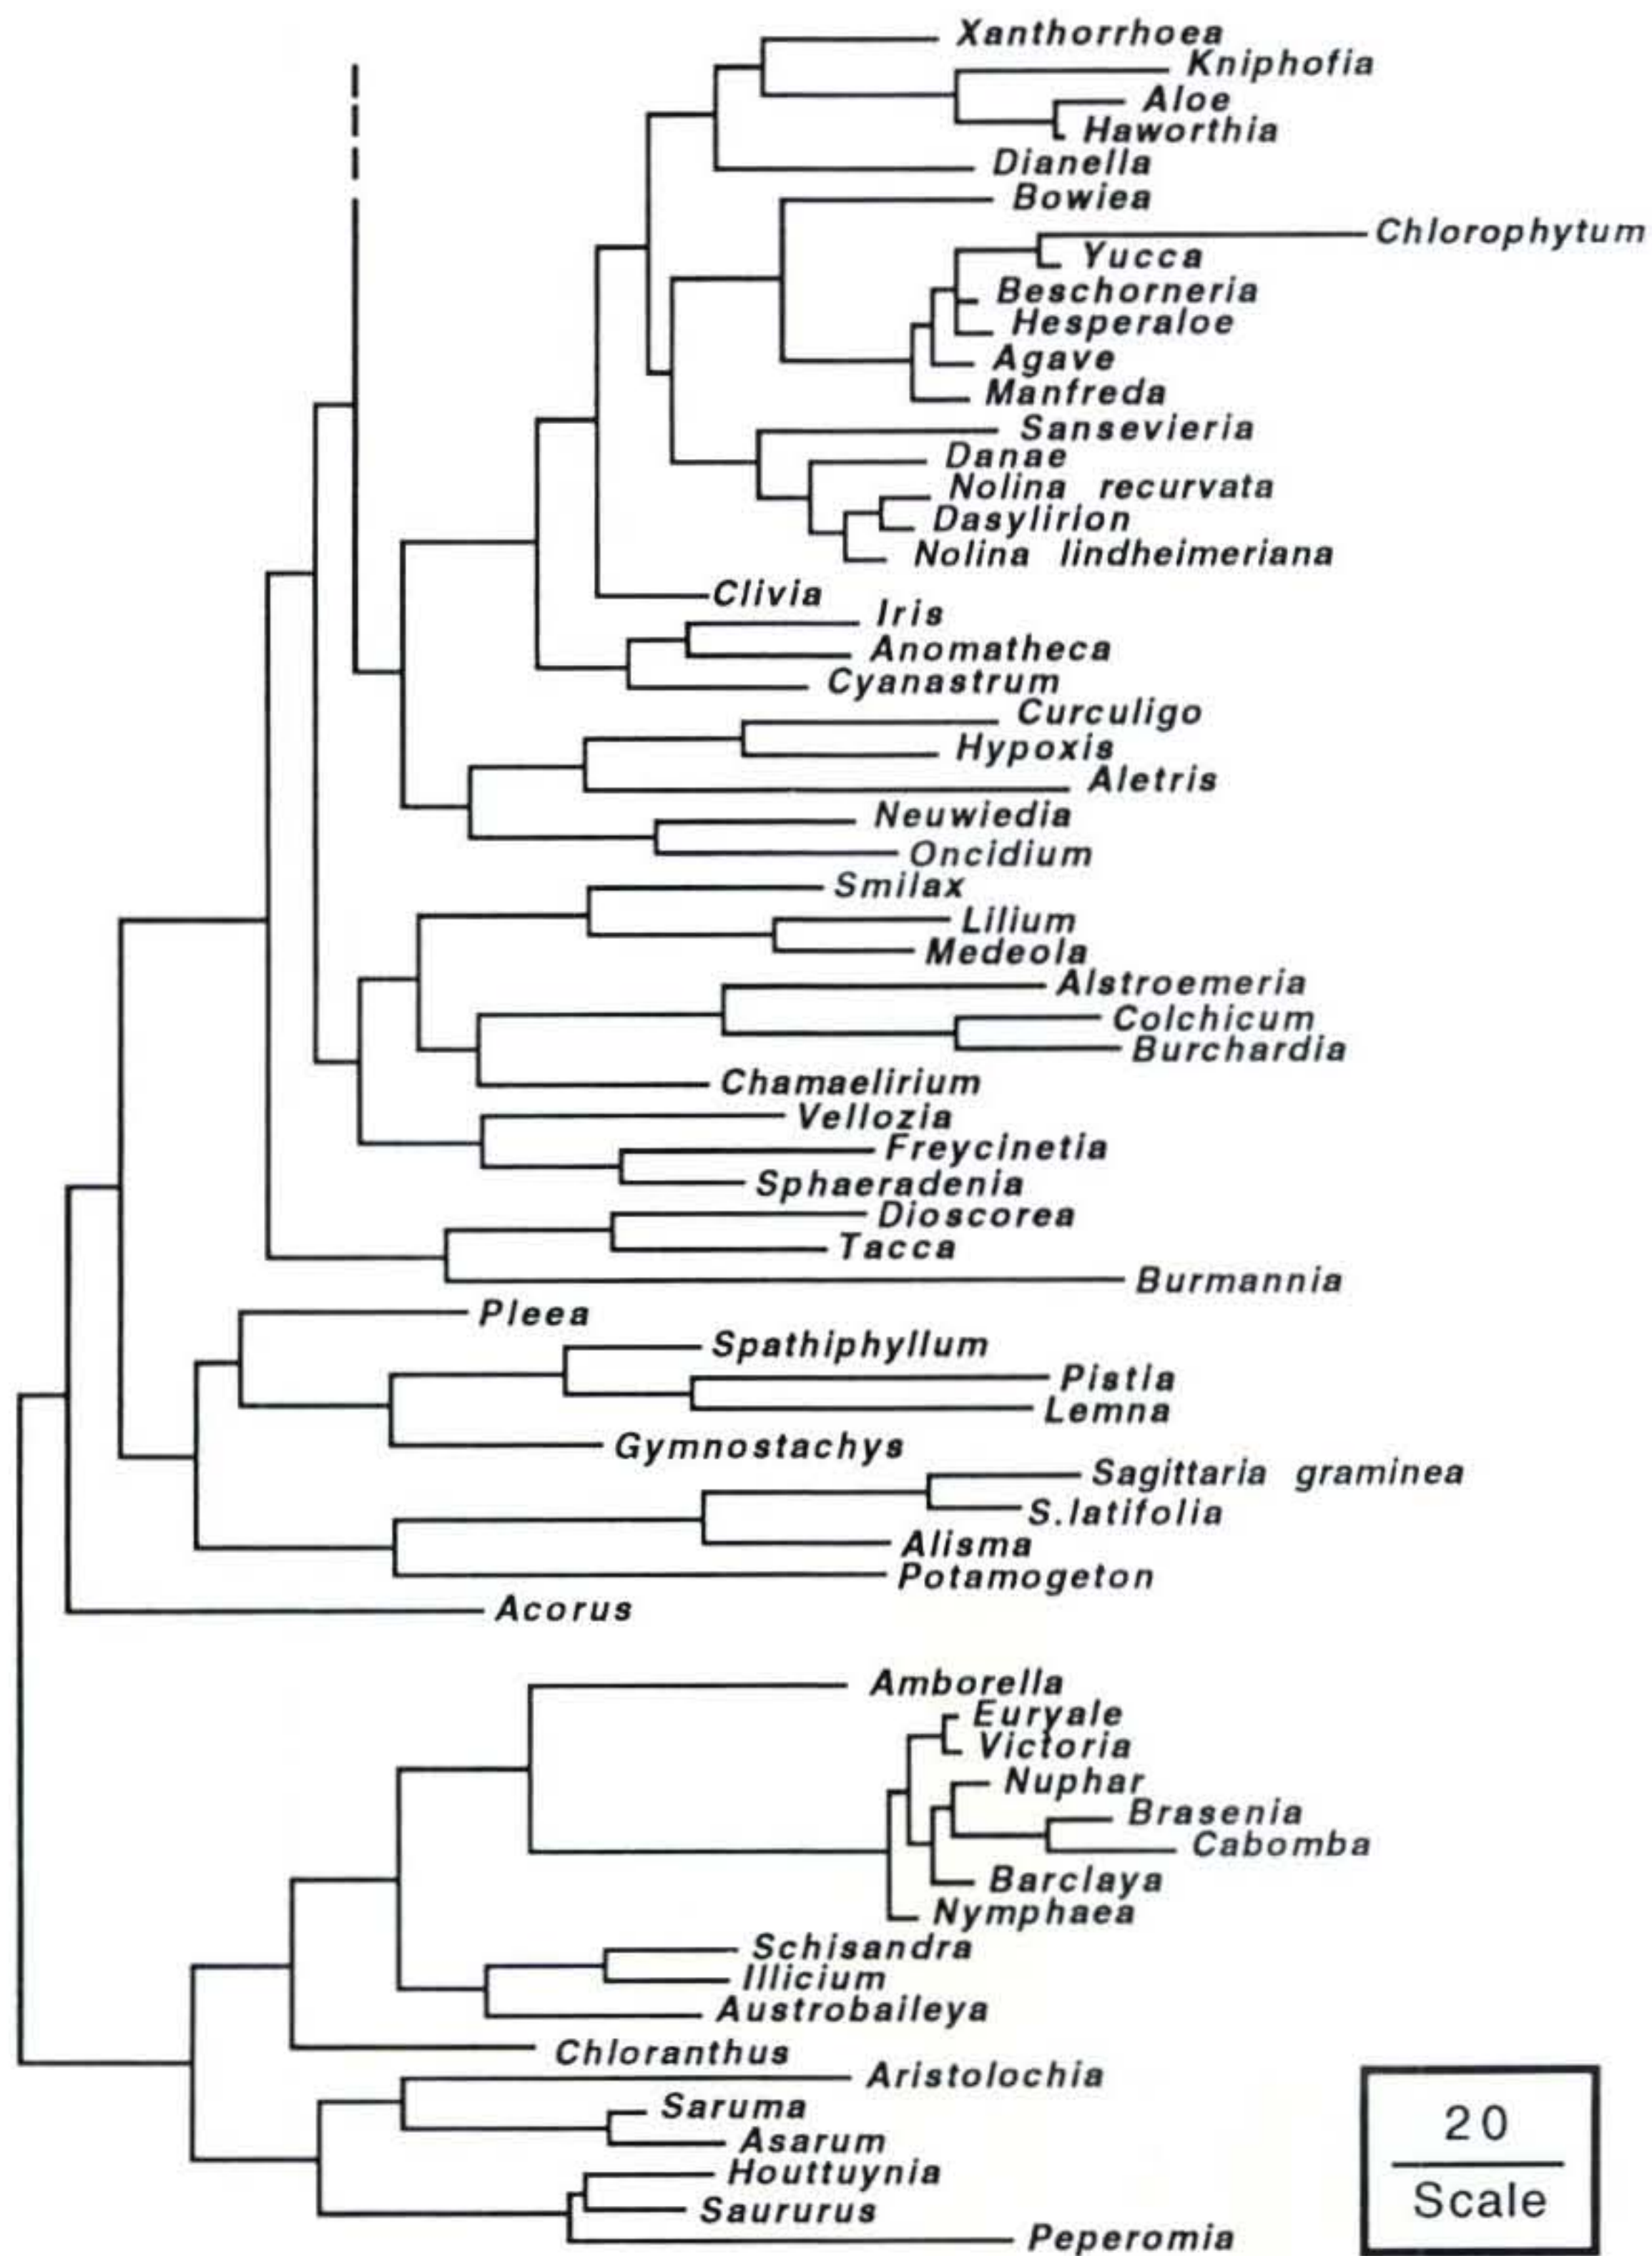 Xanthorrhoea
Kniphofia
Aloe
Haworthia
Dianella
Bowiea
Chlorophytum
Yucca
Beschorneria
Hesperaloe
Agave
Manfreda
Sansevieria
Danae
Nolina recurvata
Dasylirion
Nolina lindheimeriana
Clivia
Iris
Anomatheca
Cyanastrum
Curculigo
Hypoxis
Aletris
Neuwiedia
Oncidium
Smilax
Lilium
Medeola
Alstroemeria
Colchicum
Burchardia
Chamaelirium
Vellozia
Freycinetia
Sphaeradenia
Dioscorea
Tacca
Burmannia
Pleea
Spathiphyllum
Pistia
Lemna
Gymnostachys
Sagittaria graminea
S.latifolia
Alisma
Potamogeton
Acorus
Amborella
Euryale
Victoria
Nuphar
Brasenia
Cabomba
Barclaya
Nymphaea
Schisandra
Illicium
Austrobaileya
Chloranthus
Aristolochia
Saruma
Asarum
Houttuynia
Saururus
Peperomia
20
Scale